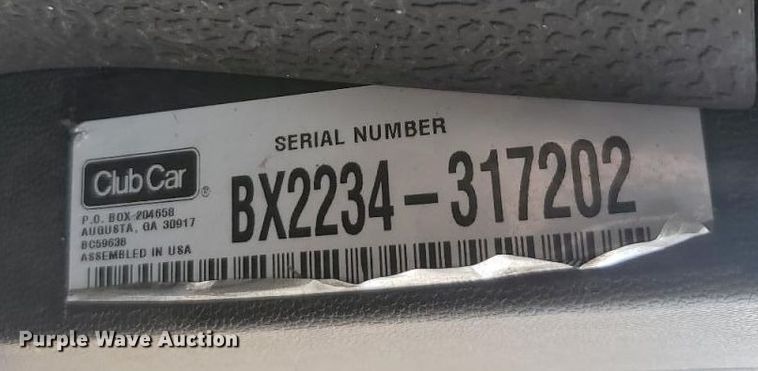 SERIAL NUMBER
Club Car ®
BX2234-317202
P.O. BOX 204658
AUGUSTA, GA 30917
BC59638
ASSEMBLED IN USA
Purple Wave Auction